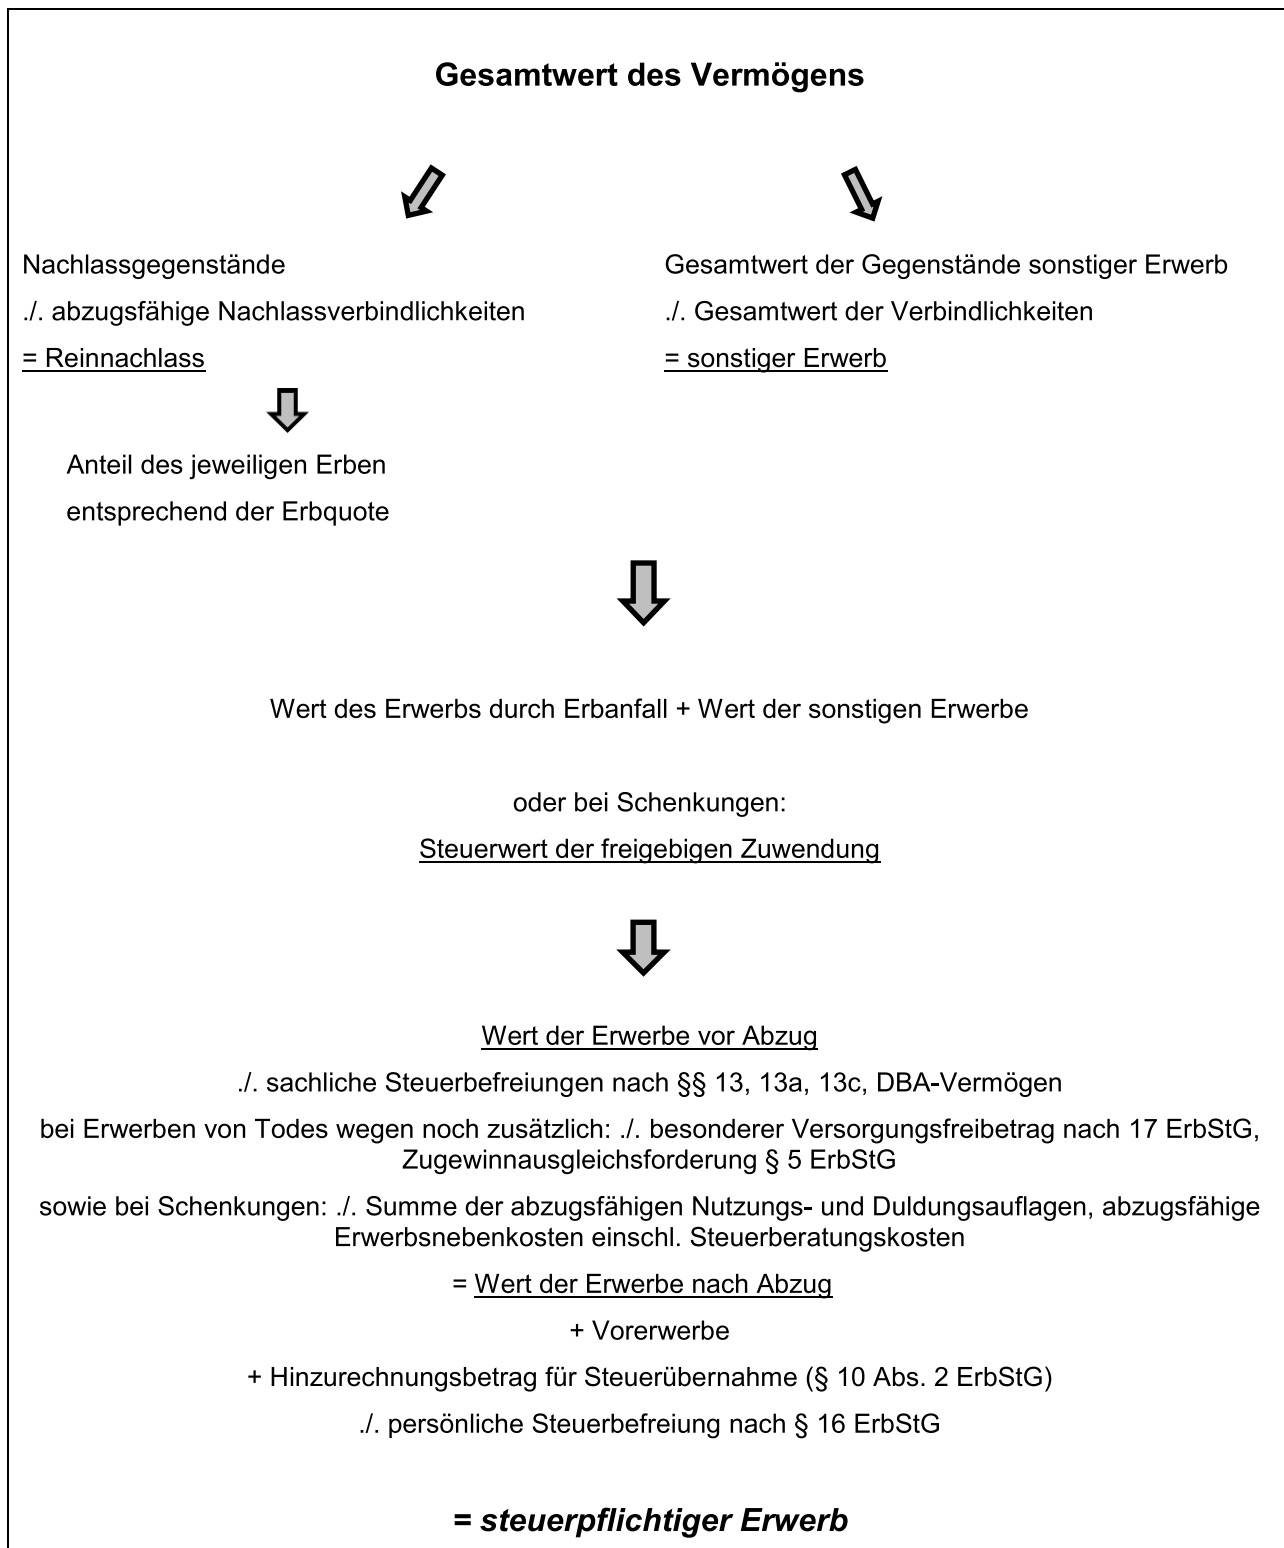 Gesamtwert des Vermögens
Nachlassgegenstände
./. abzugsfähige Nachlassverbindlichkeiten
= Reinnachlass
Gesamtwert der Gegenstände sonstiger Erwerb
./. Gesamtwert der Verbindlichkeiten
= sonstiger Erwerb
Anteil des jeweiligen Erben
entsprechend der Erbquote
Wert des Erwerbs durch Erbanfall + Wert der sonstigen Erwerbe
oder bei Schenkungen:
Steuerwert der freigebigen Zuwendung
Wert der Erwerbe vor Abzug
./. sachliche Steuerbefreiungen nach §§ 13, 13a, 13c, DBA-Vermögen
bei Erwerben von Todes wegen noch zusätzlich: ./. besonderer Versorgungsfreibetrag nach 17 ErbStG,
Zugewinnausgleichsforderung § 5 ErbStG
sowie bei Schenkungen: ./. Summe der abzugsfähigen Nutzungs- und Duldungsauflagen, abzugsfähige
Erwerbsnebenkosten einschl. Steuerberatungskosten
= Wert der Erwerbe nach Abzug
+ Vorerwerbe
+ Hinzurechnungsbetrag für Steuerübernahme (§ 10 Abs. 2 ErbStG)
./. persönliche Steuerbefreiung nach § 16 ErbStG
= steuerpflichtiger Erwerb